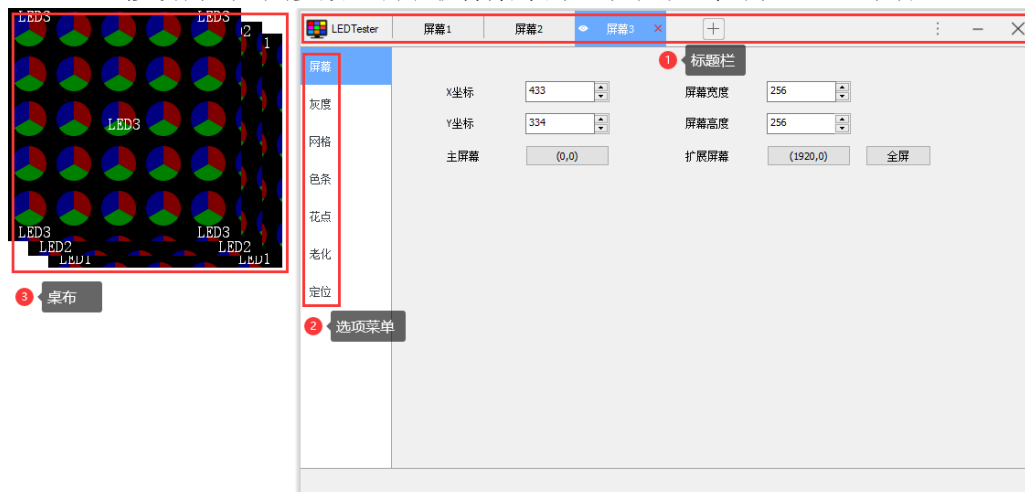 LED3 LED3
2
1
LED3
LED3 LED3
LED2 LED2
LED1 LED1
3 桌布
LEDTester 屏幕1 屏幕2 屏幕3 × +
1 标题栏
屏幕
灰度
网格
色条
花点
老化
定位
2 选项菜单
X坐标 433 屏幕宽度 256
Y坐标 334 屏幕高度 256
主屏幕 (0,0) 扩展屏幕 (1920,0) 全屏